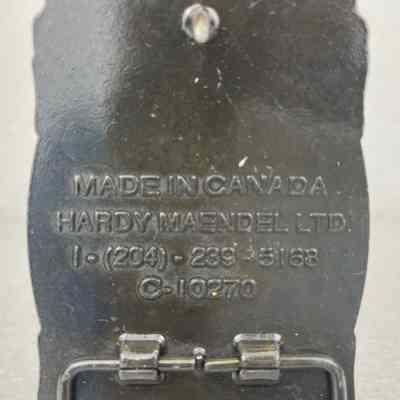 MADE IN CANADA
HARDY MAENDEL LTD.
1-(204)-239-5168
C-10270